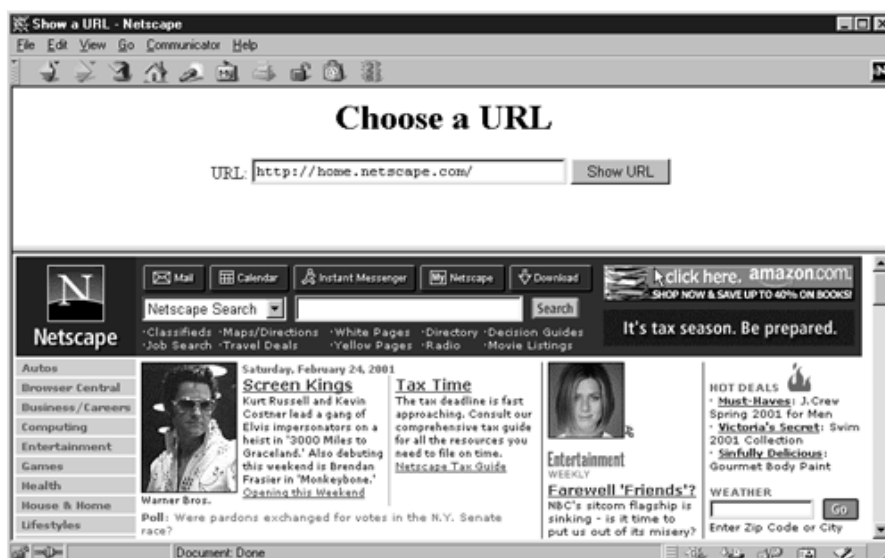 Show a URL - Netscape
File Edit View Go Communicator Help
Choose a URL
URL: http://home.netscape.com/ Show URL
N
Netscape
Mail Calendar Instant Messenger My Netscape Download
Netscape Search Search
·Classifieds ·Maps/Directions ·White Pages ·Directory ·Decision Guides
·Job Search ·Travel Deals ·Yellow Pages ·Radio ·Movie Listings
click here. amazon.com.
SHOP NOW & SAVE UP TO 40% ON BOOKS!
It's tax season. Be prepared.
Autos
Browser Central
Business/Careers
Computing
Entertainment
Games
Health
House & Home
Lifestyles
Warner Bros.
Saturday, February 24, 2001
Screen Kings
Kurt Russell and Kevin
Costner lead a gang of
Elvis impersonators on a
heist in '3000 Miles to
Graceland.' Also debuting
this weekend is Brendan
Frasier in 'Monkeybone.'
Opening this Weekend
Tax Time
The tax deadline is fast
approaching. Consult our
comprehensive tax guide
for all the resources you
need to file on time.
Netscape Tax Guide
Poll: Were pardons exchanged for votes in the N.Y. Senate
race?
Entertainment
WEEKLY
Farewell 'Friends'?
NBC's sitcom flagship is
sinking - is it time to
put us out of its misery?
HOT DEALS
· Must-Haves: J.Crew
Spring 2001 for Men
· Victoria's Secret: Swim
2001 Collection
· Sinfully Delicious:
Gourmet Body Paint
WEATHER
Go
Enter Zip Code or City
Document: Done